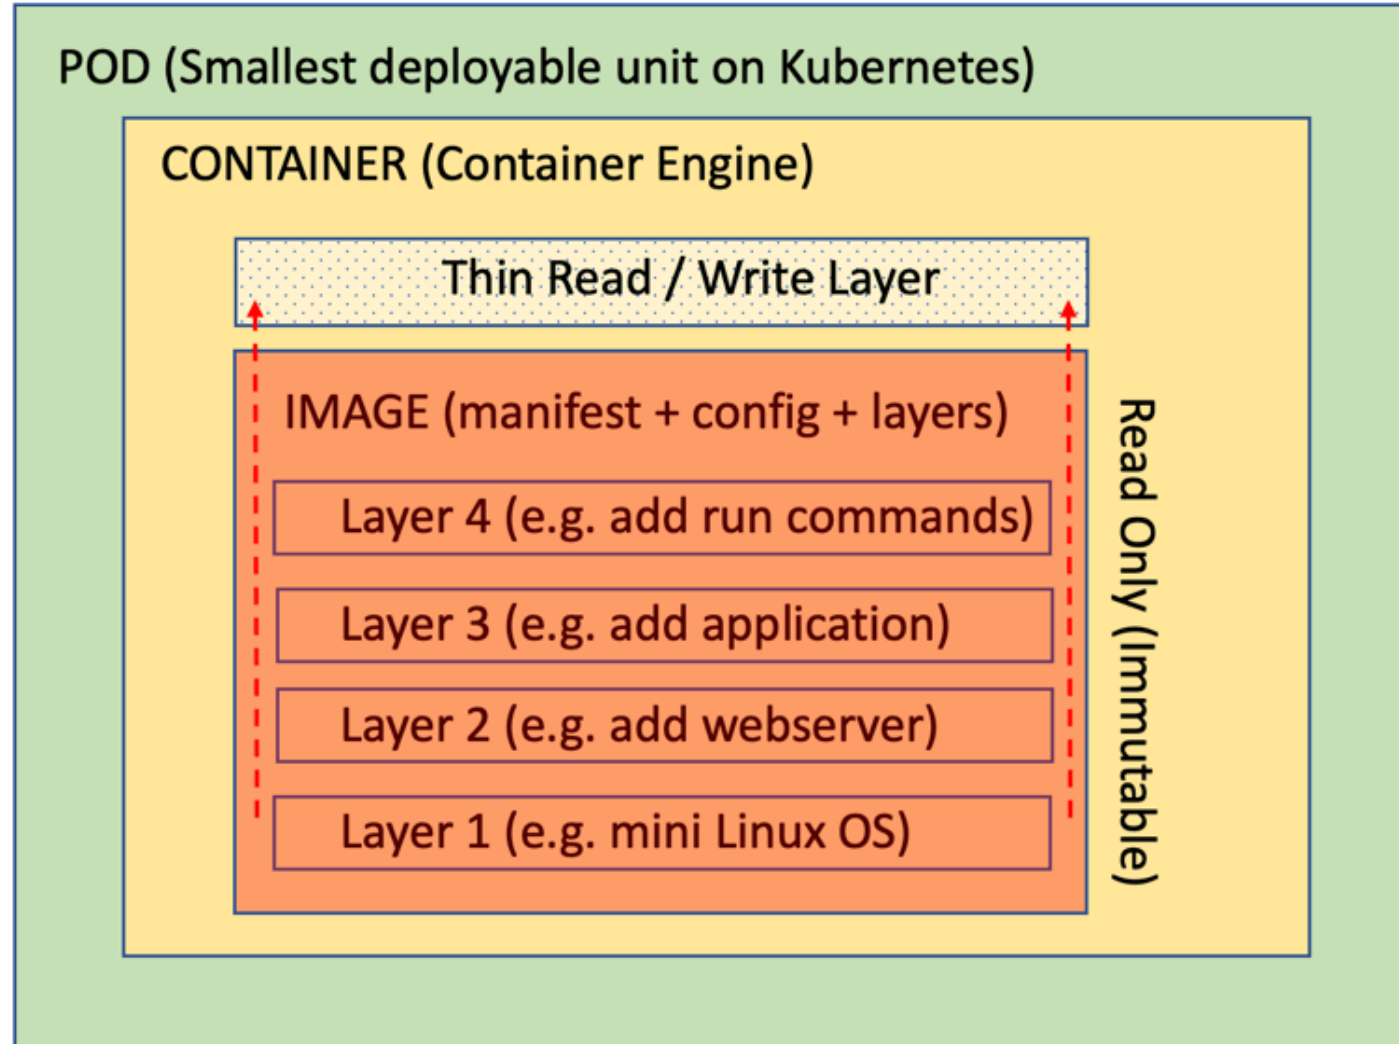 POD (Smallest deployable unit on Kubernetes)
CONTAINER (Container Engine)
Thin Read / Write Layer
IMAGE (manifest + config + layers)
Layer 4 (e.g. add run commands)
Layer 3 (e.g. add application)
Layer 2 (e.g. add webserver)
Layer 1 (e.g. mini Linux OS)
Read Only (Immutable)